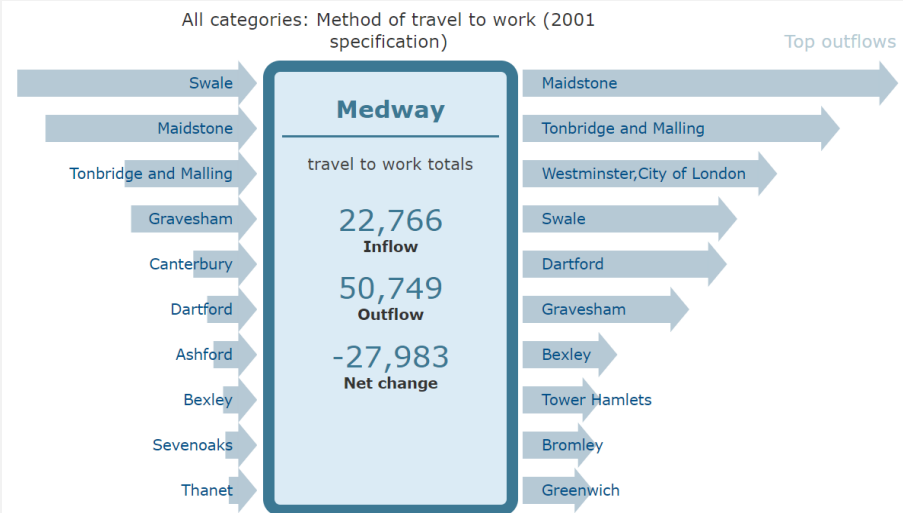 All categories: Method of travel to work (2001
specification)
Top outflows
Swale
Maidstone
Tonbridge and Malling
Gravesham
Canterbury
Dartford
Ashford
Bexley
Sevenoaks
Thanet
Medway
travel to work totals
22,766
Inflow
50,749
Outflow
-27,983
Net change
Maidstone
Tonbridge and Malling
Westminster,City of London
Swale
Dartford
Gravesham
Bexley
Tower Hamlets
Bromley
Greenwich